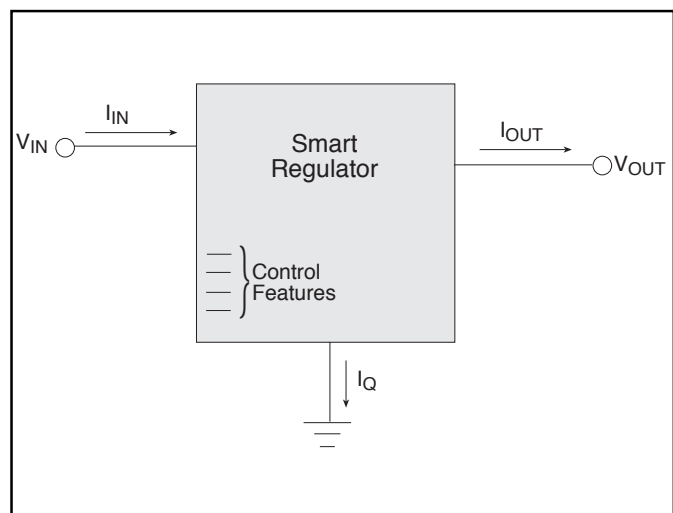 I_IN
V_IN
Smart
Regulator
I_OUT
V_OUT
Control
Features
I_Q